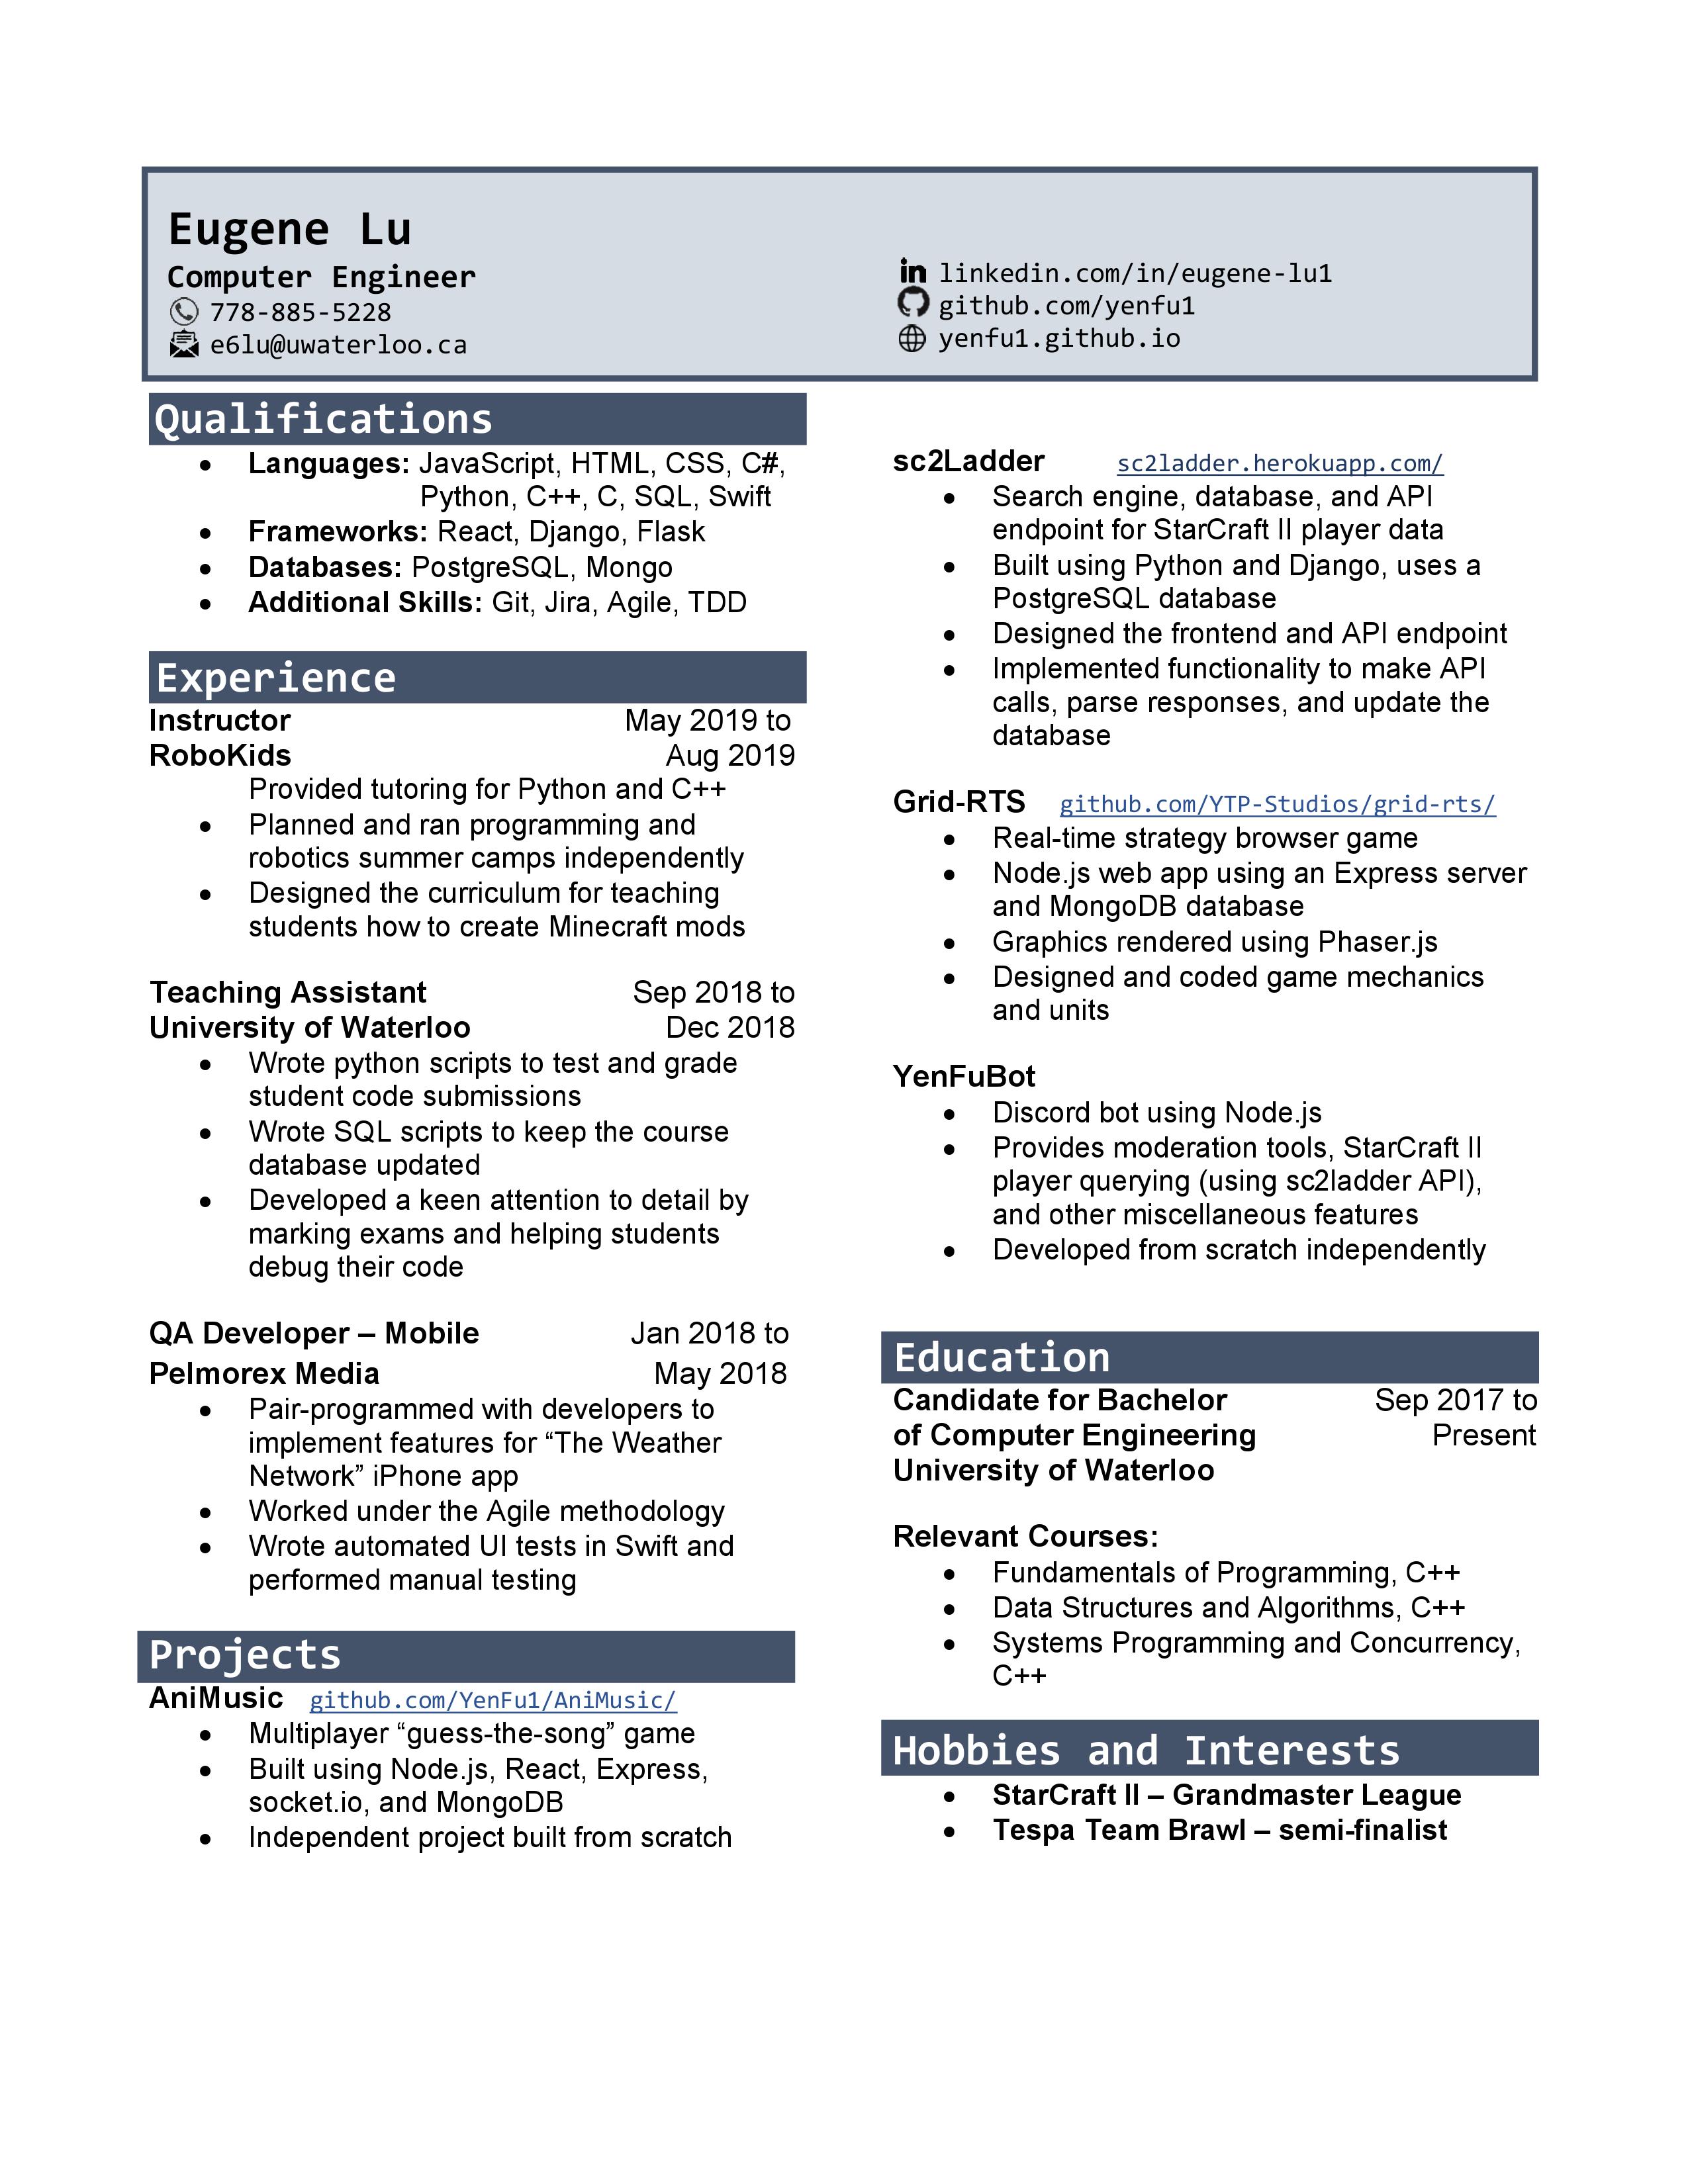 Eugene Lu
Computer Engineer
778-885-5228
e6lu@uwaterloo.ca
linkedin.com/in/eugene-lu1
github.com/yenfu1
yenfu1.github.io
Qualifications
• Languages: JavaScript, HTML, CSS, C#,
Python, C++, C, SQL, Swift
• Frameworks: React, Django, Flask
• Databases: PostgreSQL, Mongo
• Additional Skills: Git, Jira, Agile, TDD
Experience
Instructor May 2019 to
RoboKids Aug 2019
Provided tutoring for Python and C++
• Planned and ran programming and
robotics summer camps independently
• Designed the curriculum for teaching
students how to create Minecraft mods
Teaching Assistant Sep 2018 to
University of Waterloo Dec 2018
• Wrote python scripts to test and grade
student code submissions
• Wrote SQL scripts to keep the course
database updated
• Developed a keen attention to detail by
marking exams and helping students
debug their code
QA Developer – Mobile Jan 2018 to
Pelmorex Media May 2018
• Pair-programmed with developers to
implement features for “The Weather
Network” iPhone app
• Worked under the Agile methodology
• Wrote automated UI tests in Swift and
performed manual testing
Projects
AniMusic github.com/YenFu1/AniMusic/
• Multiplayer “guess-the-song” game
• Built using Node.js, React, Express,
socket.io, and MongoDB
• Independent project built from scratch
sc2Ladder sc2ladder.herokuapp.com/
• Search engine, database, and API
endpoint for StarCraft II player data
• Built using Python and Django, uses a
PostgreSQL database
• Designed the frontend and API endpoint
• Implemented functionality to make API
calls, parse responses, and update the
database
Grid-RTS github.com/YTP-Studios/grid-rts/
• Real-time strategy browser game
• Node.js web app using an Express server
and MongoDB database
• Graphics rendered using Phaser.js
• Designed and coded game mechanics
and units
YenFuBot
• Discord bot using Node.js
• Provides moderation tools, StarCraft II
player querying (using sc2ladder API),
and other miscellaneous features
• Developed from scratch independently
Education
Candidate for Bachelor Sep 2017 to
of Computer Engineering Present
University of Waterloo
Relevant Courses:
• Fundamentals of Programming, C++
• Data Structures and Algorithms, C++
• Systems Programming and Concurrency,
C++
Hobbies and Interests
• StarCraft II – Grandmaster League
• Tespa Team Brawl – semi-finalist